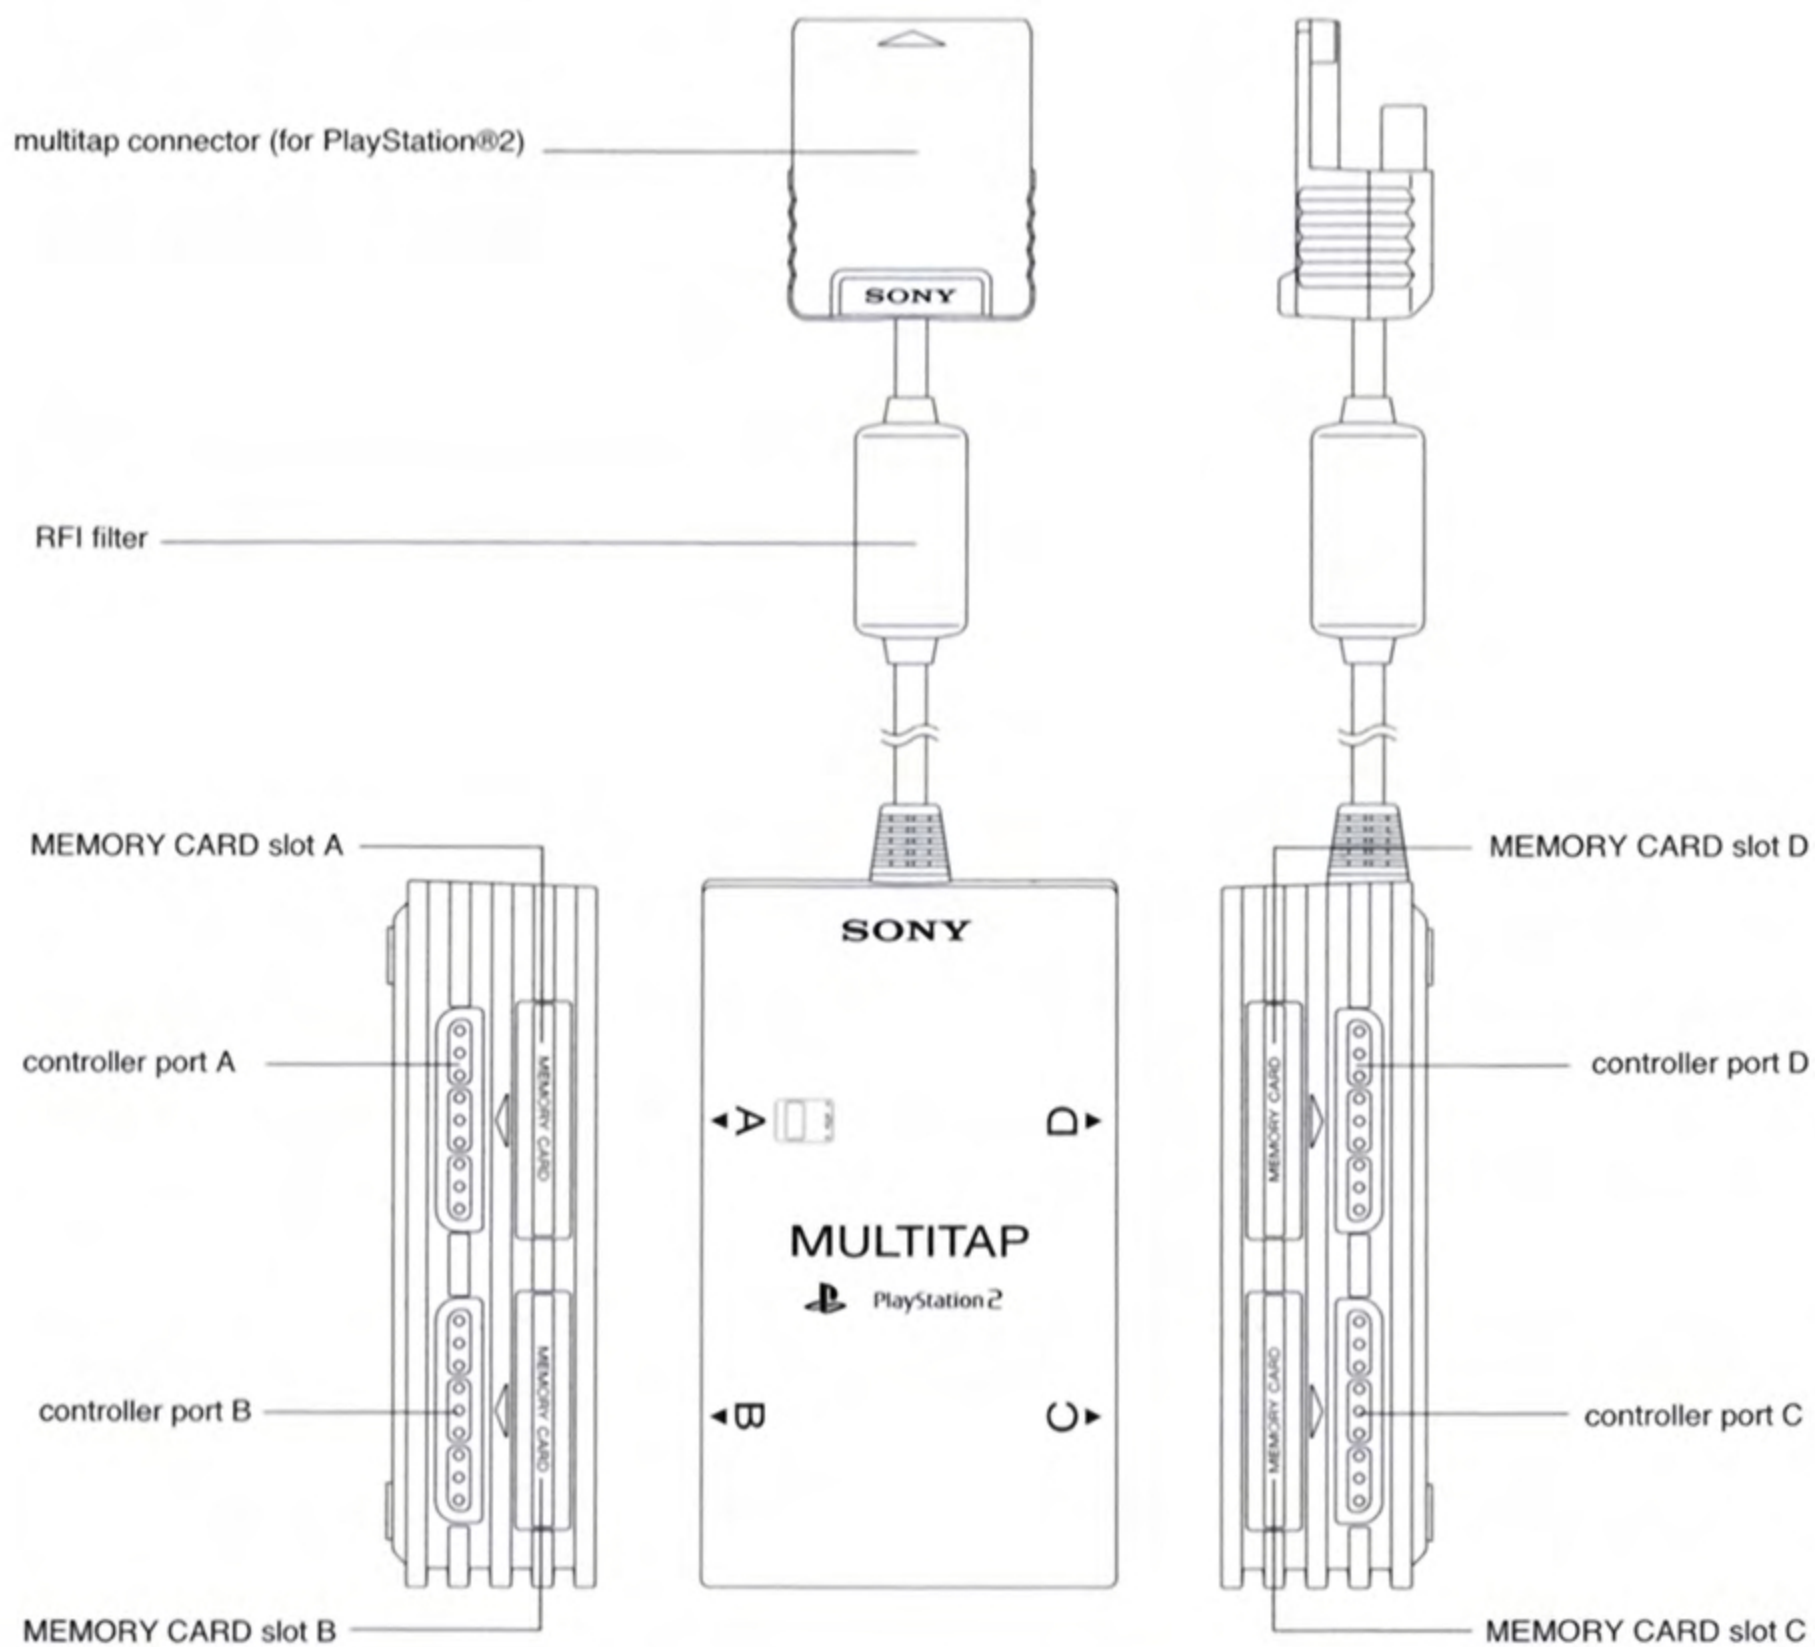 multitap connector (for PlayStation®2)
SONY
RFI filter
MEMORY CARD slot A
MEMORY CARD slot D
SONY
controller port A
controller port D
MEMORY CARD
A
D
MEMORY CARD
MULTITAP
PlayStation 2
MEMORY CARD
B
C
MEMORY CARD
controller port B
controller port C
MEMORY CARD slot B
MEMORY CARD slot C